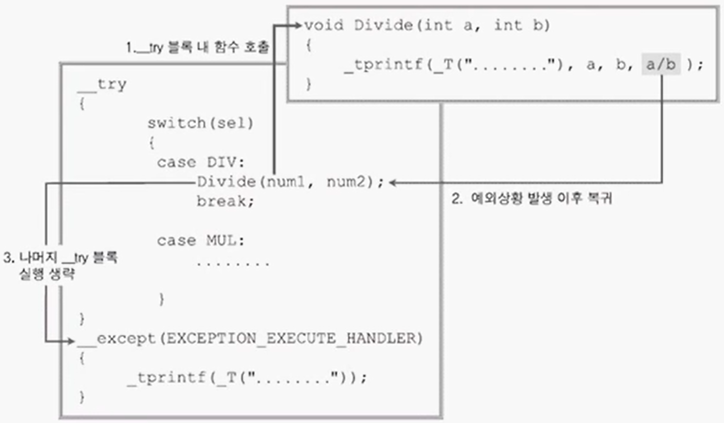 void Divide(int a, int b)
{
_tprintf(_T("........"), a, b, a/b );
}
1.__try 블록 내 함수 호출
__try
{
switch(sel)
{
case DIV:
Divide(num1, num2);
break;
2. 예외상황 발생 이후 복귀
case MUL:
........
3. 나머지 __try 블록
실행 생략
}
}
__except(EXCEPTION_EXECUTE_HANDLER)
{
_tprintf(_T("........"));
}